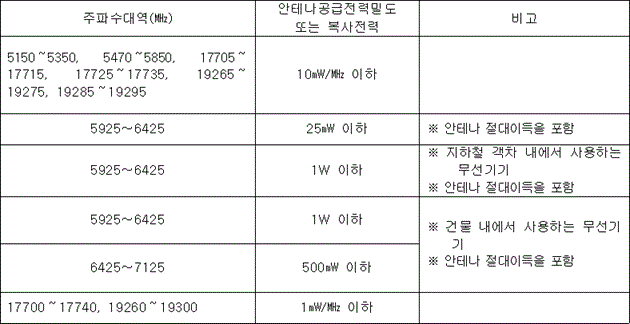 주파수대역(㎒)
안테나공급전력밀도
또는 복사전력
비고
5150~5350, 5470~5850, 17705~
17715, 17725~17735, 19265~
19275, 19285~19295
10㎽/㎒ 이하
5925~6425
25㎽ 이하
※ 안테나 절대이득을 포함
5925~6425
1W 이하
※ 지하철 객차 내에서 사용하는
무선기기
※ 안테나 절대이득을 포함
5925~6425
1W 이하
※ 건물 내에서 사용하는 무선기
기
※ 안테나 절대이득을 포함
6425~7125
500㎽ 이하
17700~17740, 19260~19300
1㎽/㎒ 이하